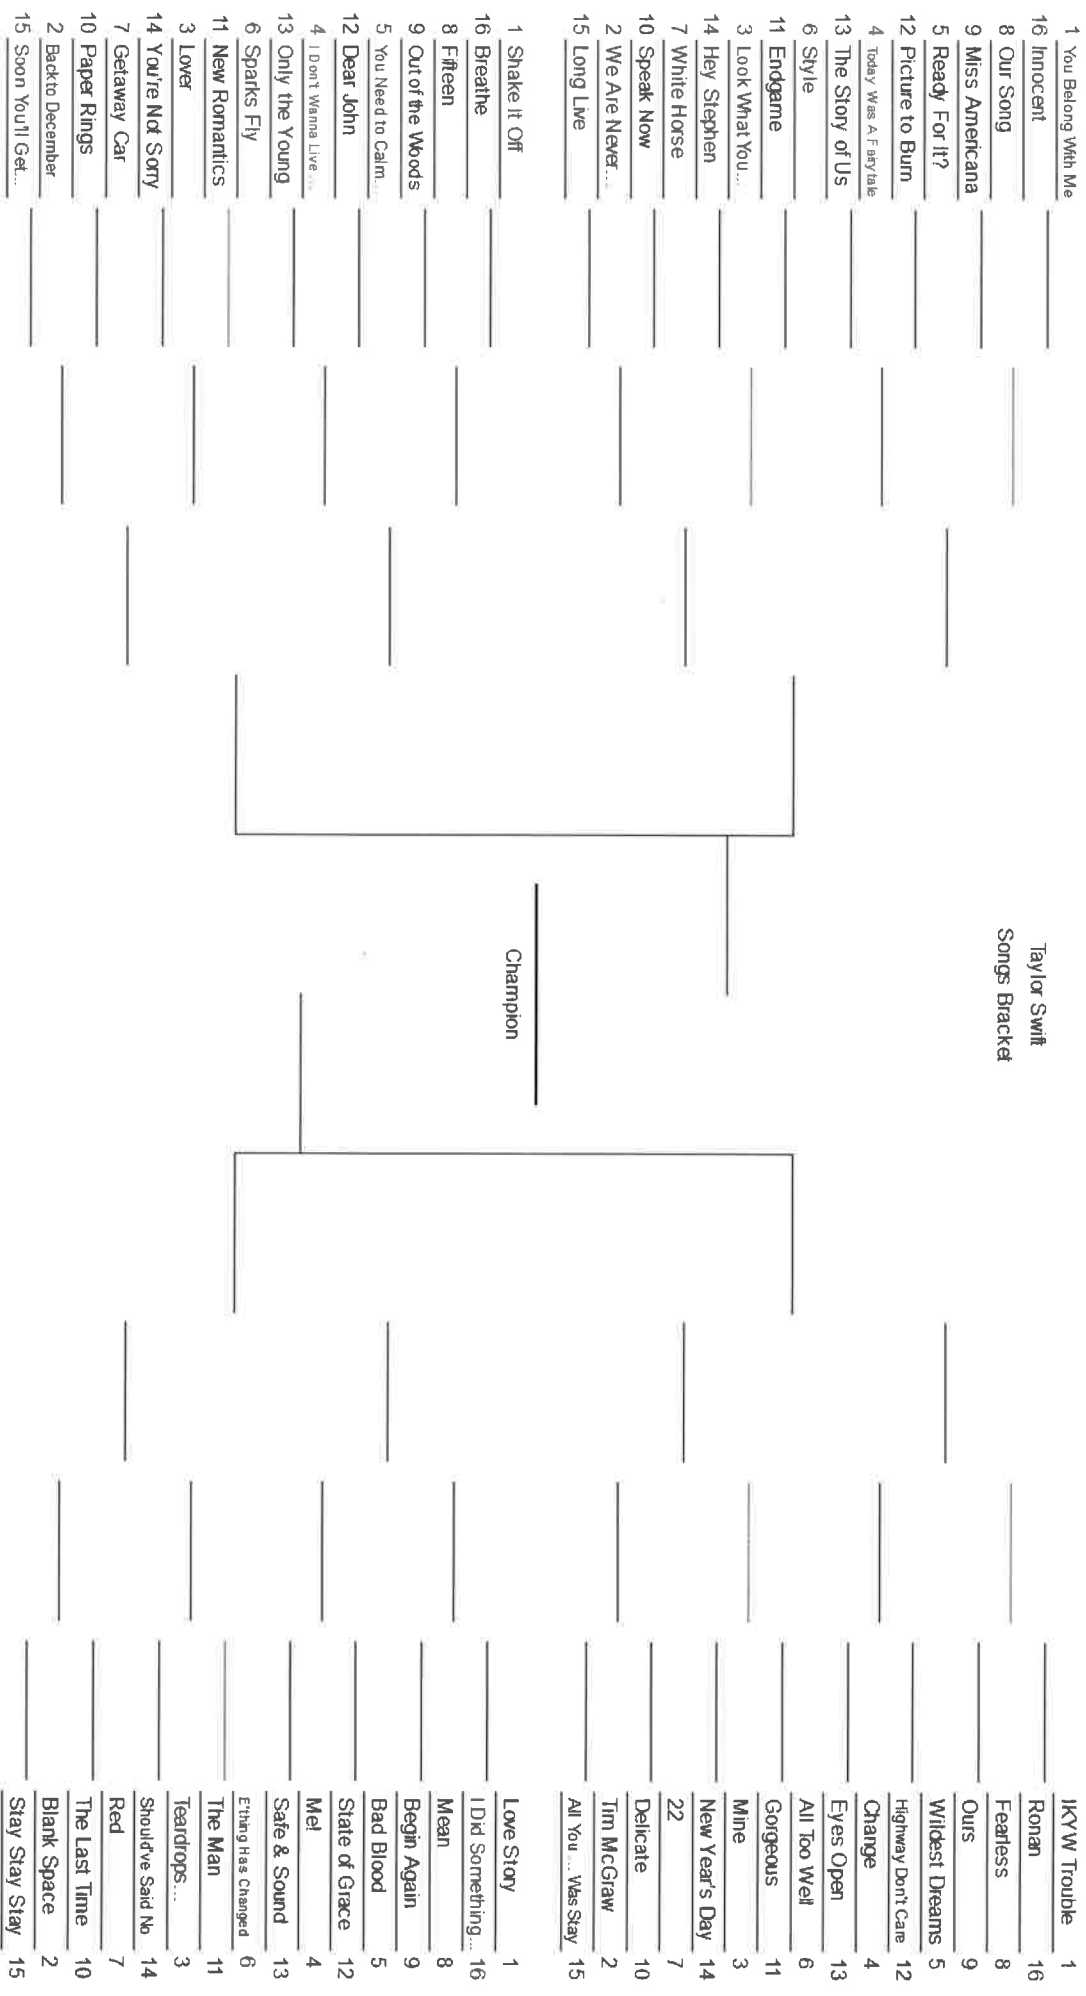 Taylor Swift
Songs Bracket
1 You Belong With Me
16 Innocent
8 Our Song
9 Miss Americana
5 Ready For It?
12 Picture to Burn
4 Today Was A Fairytale
13 The Story of Us
6 Style
11 Endgame
3 Look What You...
14 Hey Stephen
7 White Horse
10 Speak Now
2 We Are Never...
15 Long Live
1 Shake It Off
16 Breathe
8 Fifteen
9 Out of the Woods
5 You Need to Calm...
12 Dear John
4 I Don't Wanna Live ...
13 Only the Young
6 Sparks Fly
11 New Romantics
3 Lover
14 You're Not Sorry
7 Getaway Car
10 Paper Rings
2 Back to December
15 Soon You'll Get...
Champion
IKYW Trouble 1
Ronan 16
Fearless 8
Ours 9
Wildest Dreams 5
Highway Don't Care 12
Change 4
Eyes Open 13
All Too Well 6
Gorgeous 11
Mine 3
New Year's Day 14
22 7
Delicate 10
Tim McGraw 2
All You ... Was Stay 15
Love Story 1
I Did Something... 16
Mean 8
Begin Again 9
Bad Blood 5
State of Grace 12
Me! 4
Safe & Sound 13
E'thing Has Changed 6
The Man 11
Teardrops... 3
Should've Said No 14
Red 7
The Last Time 10
Blank Space 2
Stay Stay Stay 15